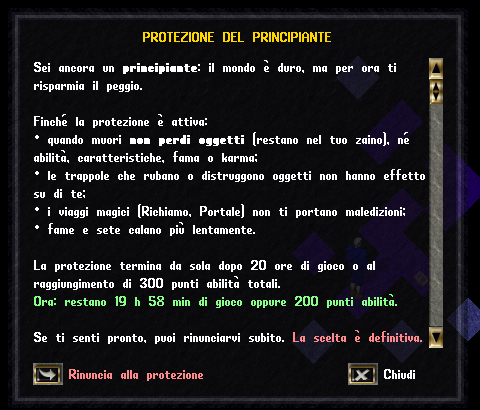 PROTEZIONE DEL PRINCIPIANTE
Sei ancora un principiante: il mondo è duro, ma per ora ti
risparmia il peggio.
Finché la protezione è attiva:
* quando muori non perdi oggetti (restano nel tuo zaino), né
abilità, caratteristiche, fama o karma;
* le trappole che rubano o distruggono oggetti non hanno effetto
su di te;
* i viaggi magici (Richiamo, Portale) non ti portano maledizioni;
* fame e sete calano più lentamente.
La protezione termina da sola dopo 20 ore di gioco o al
raggiungimento di 300 punti abilità totali.
Ora: restano 19 h 58 min di gioco oppure 200 punti abilità.
Se ti senti pronto, puoi rinunciarvi subito. La scelta è definitiva.
Rinuncia alla protezione
Chiudi